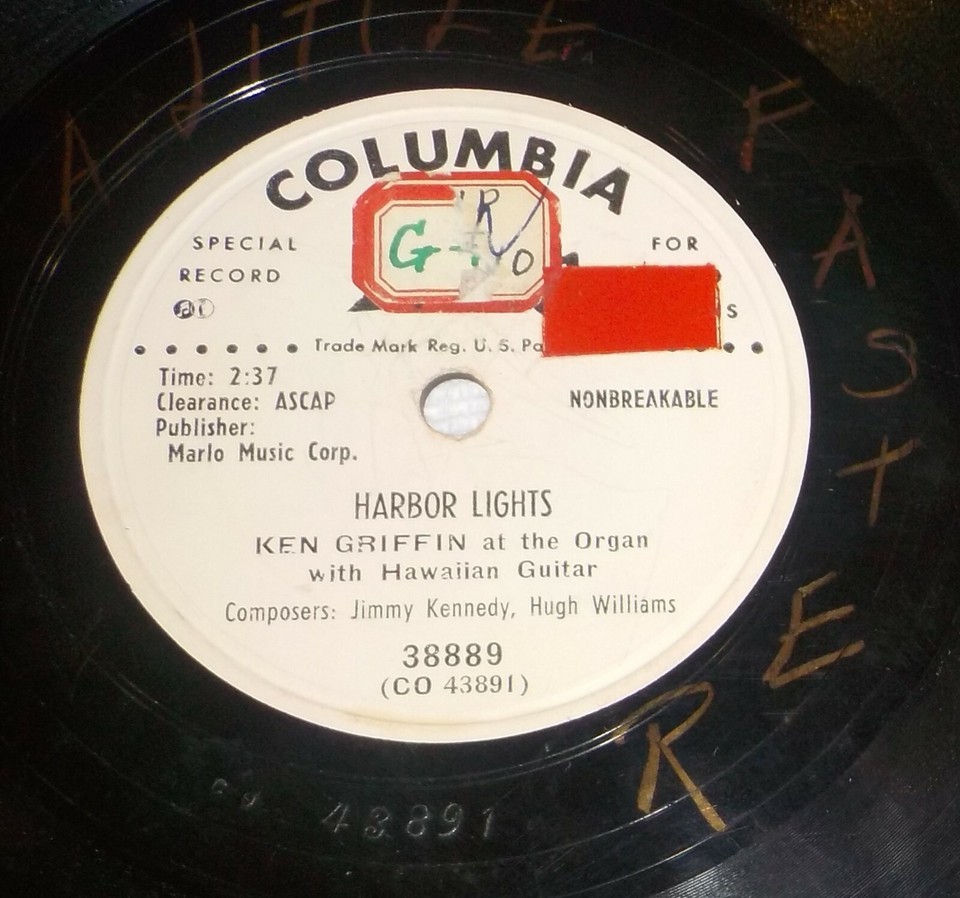 A LITTLE FASTER
COLUMBIA
SPECIAL
RECORD
FOR
S
G-
R
O
Trade Mark Reg. U. S. Pa
Time: 2:37
Clearance: ASCAP
Publisher:
Marlo Music Corp.
NONBREAKABLE
HARBOR LIGHTS
KEN GRIFFIN at the Organ
with Hawaiian Guitar
Composers: Jimmy Kennedy, Hugh Williams
38889
(CO 43891)
43891